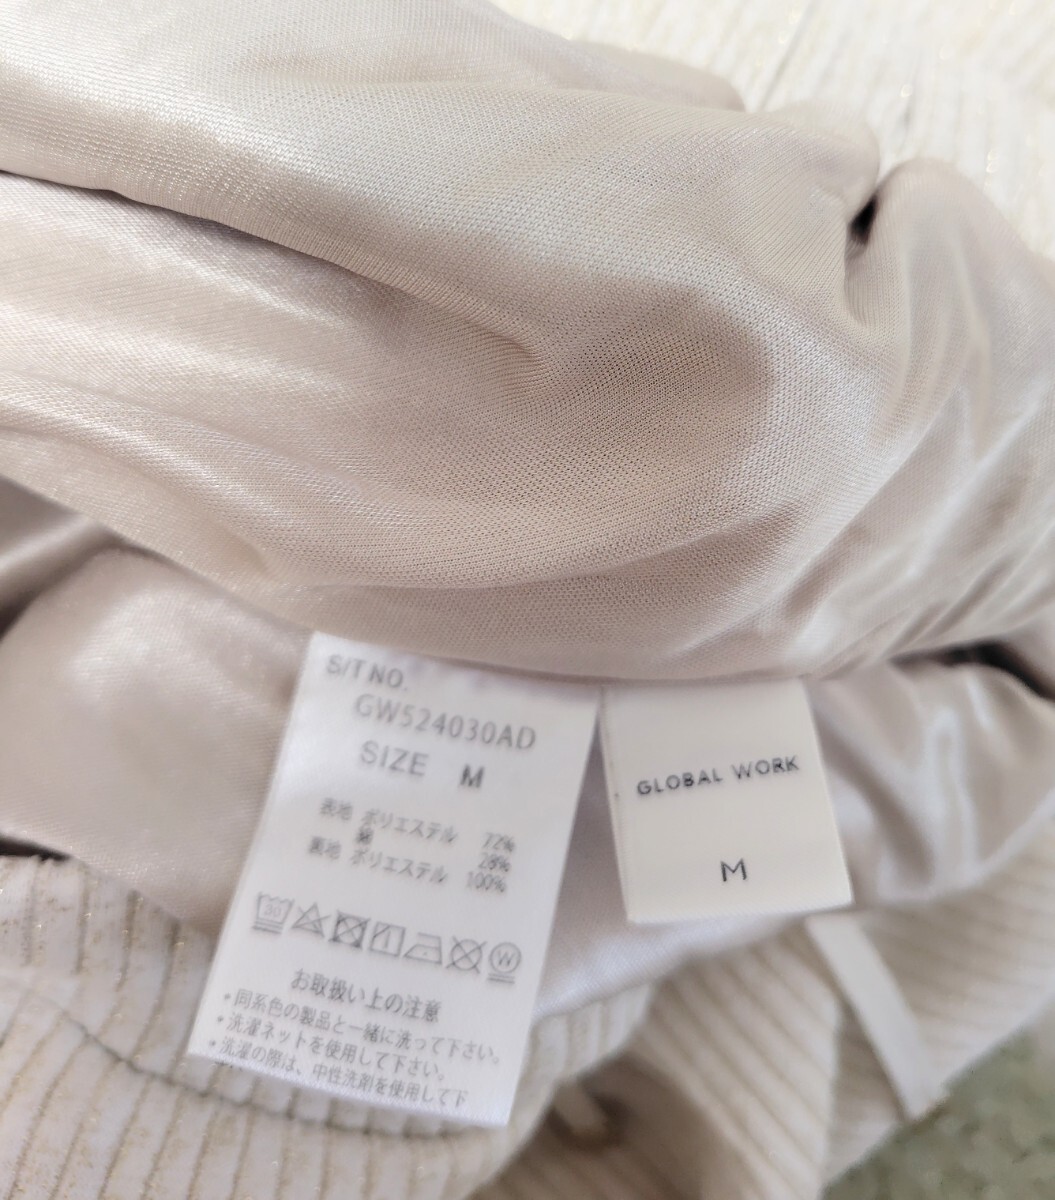 S/T NO.
GW524030AD
SIZE M
表地 ポリエステル 72%
綿 28%
裏地 ポリエステル 100%
30
W
お取扱い上の注意
*同系色の製品と一緒に洗って下さい。
*洗濯ネットを使用して下さい。
*洗濯の際は、中性洗剤を使用して下
GLOBAL WORK
M